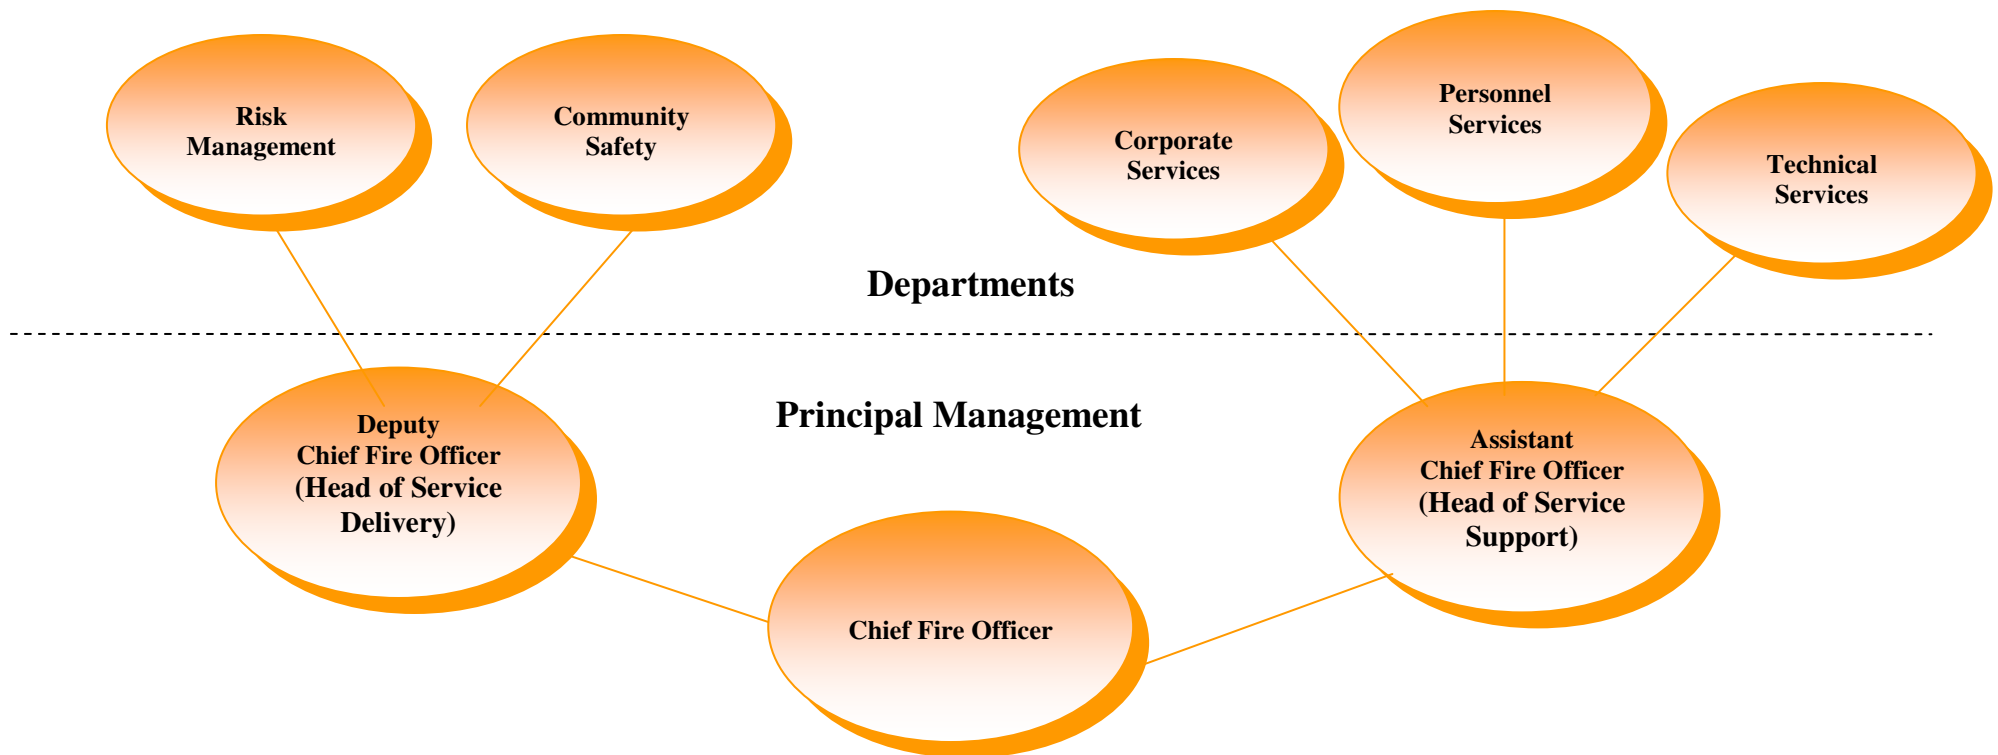 Risk
Management
Community
Safety
Corporate
Services
Personnel
Services
Technical
Services
Departments
Principal Management
Deputy
Chief Fire Officer
(Head of Service
Delivery)
Assistant
Chief Fire Officer
(Head of Service
Support)
Chief Fire Officer